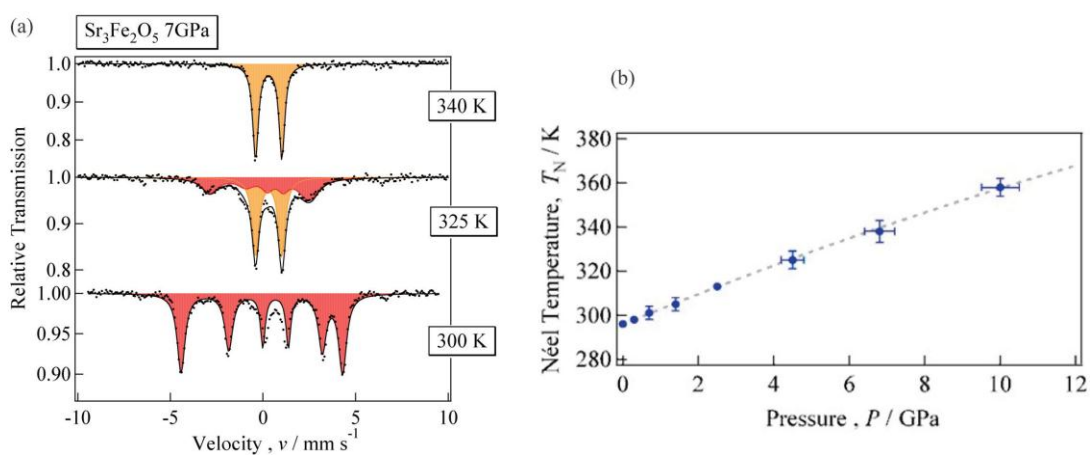 (a)
Sr₃Fe₂O₅ 7GPa
1.0
0.9
0.8
340 K
1.0
0.9
0.8
325 K
1.00
0.95
0.90
300 K
Relative Transmission
-10 -5 0 5 10
Velocity , v / mm s⁻¹
(b)
380
360
340
320
300
280
Néel Temperature, T_N / K
0 2 4 6 8 10 12
Pressure , P / GPa